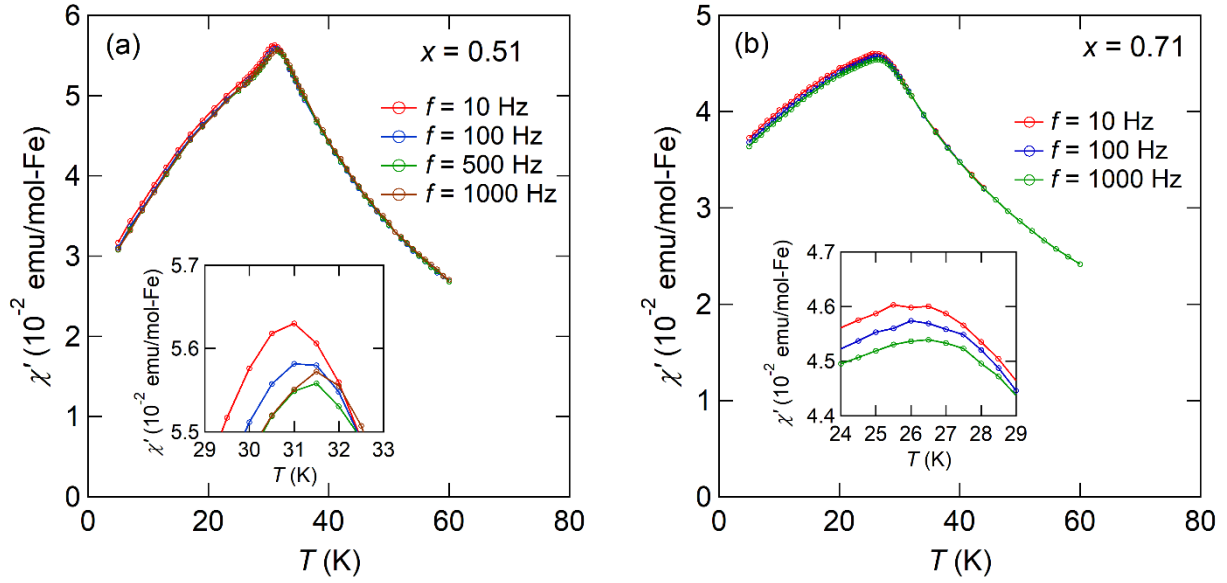 (a)
x = 0.51
f = 10 Hz
f = 100 Hz
f = 500 Hz
f = 1000 Hz
χ′ (10⁻² emu/mol-Fe)
6
5
4
3
2
1
0
0 20 40 60 80
T (K)
χ′ (10⁻² emu/mol-Fe)
5.7
5.6
5.5
29 30 31 32 33
T (K)
(b)
x = 0.71
f = 10 Hz
f = 100 Hz
f = 1000 Hz
χ′ (10⁻² emu/mol-Fe)
5
4
3
2
1
0
0 20 40 60 80
T (K)
χ′ (10⁻² emu/mol-Fe)
4.7
4.6
4.5
4.4
24 25 26 27 28 29
T (K)